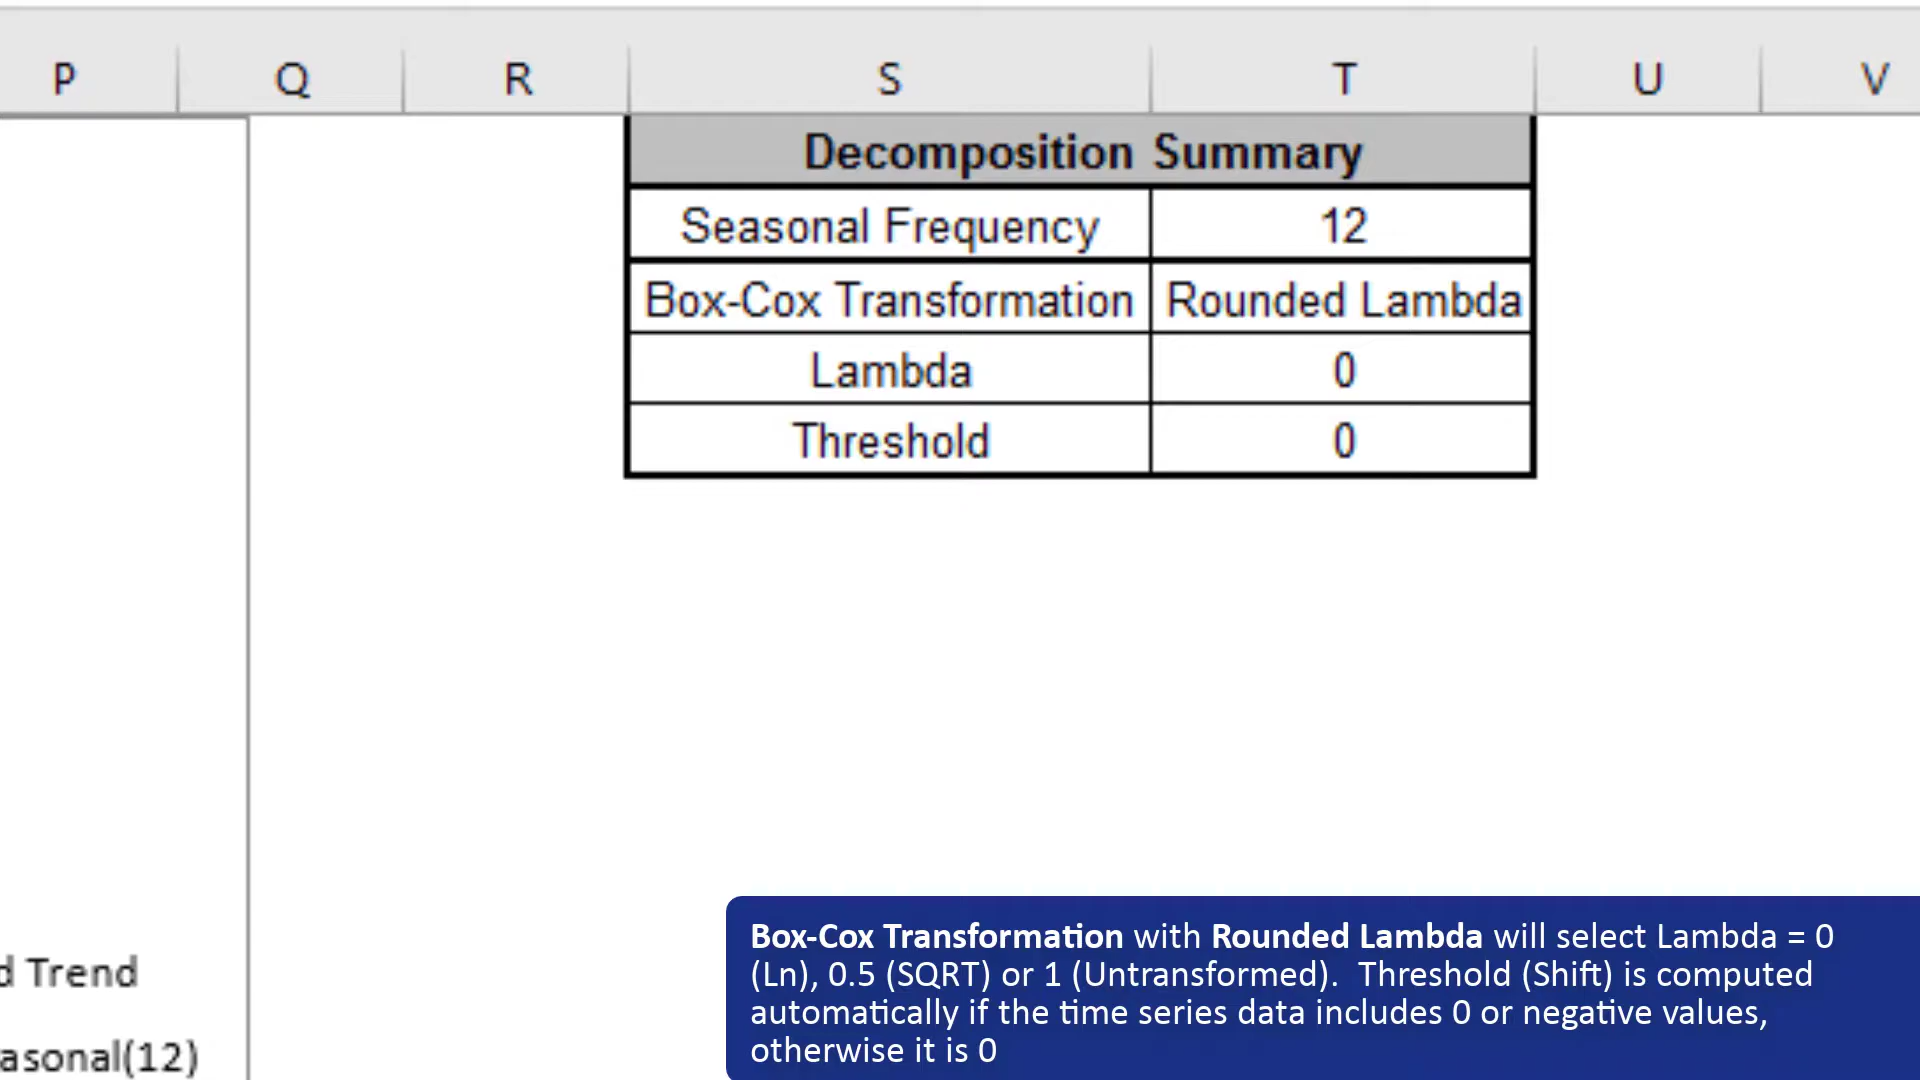 P Q R S T U V
Decomposition Summary
Seasonal Frequency 12
Box-Cox Transformation Rounded Lambda
Lambda 0
Threshold 0
d Trend
asonal(12)
Box-Cox Transformation with Rounded Lambda will select Lambda = 0
(Ln), 0.5 (SQRT) or 1 (Untransformed).  Threshold (Shift) is computed
automatically if the time series data includes 0 or negative values,
otherwise it is 0